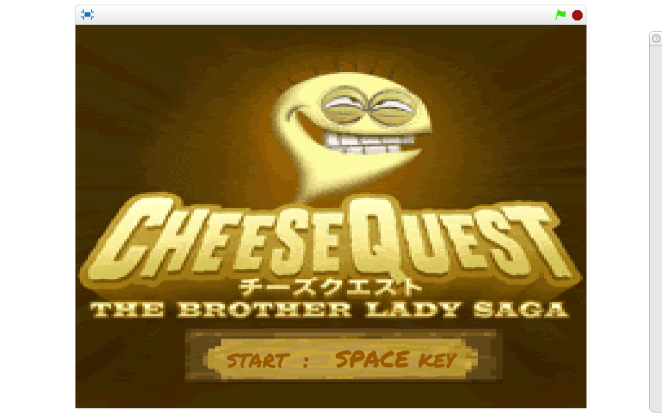 CHEESEQUEST
チーズクエスト
THE BROTHER LADY SAGA
START : SPACE KEY